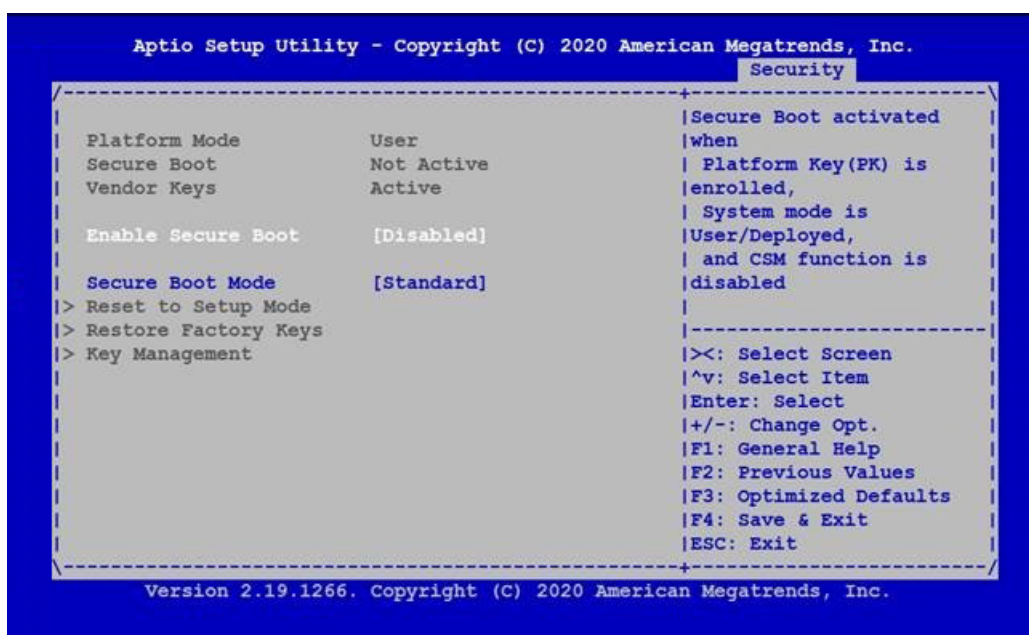 Aptio Setup Utility - Copyright (C) 2020 American Megatrends, Inc.
Security
Platform Mode User
Secure Boot Not Active
Vendor Keys Active
Enable Secure Boot [Disabled]
Secure Boot Mode [Standard]
> Reset to Setup Mode
> Restore Factory Keys
> Key Management
Secure Boot activated
when
Platform Key(PK) is
enrolled,
System mode is
User/Deployed,
and CSM function is
disabled
><: Select Screen
^v: Select Item
Enter: Select
+/-: Change Opt.
F1: General Help
F2: Previous Values
F3: Optimized Defaults
F4: Save & Exit
ESC: Exit
Version 2.19.1266. Copyright (C) 2020 American Megatrends, Inc.